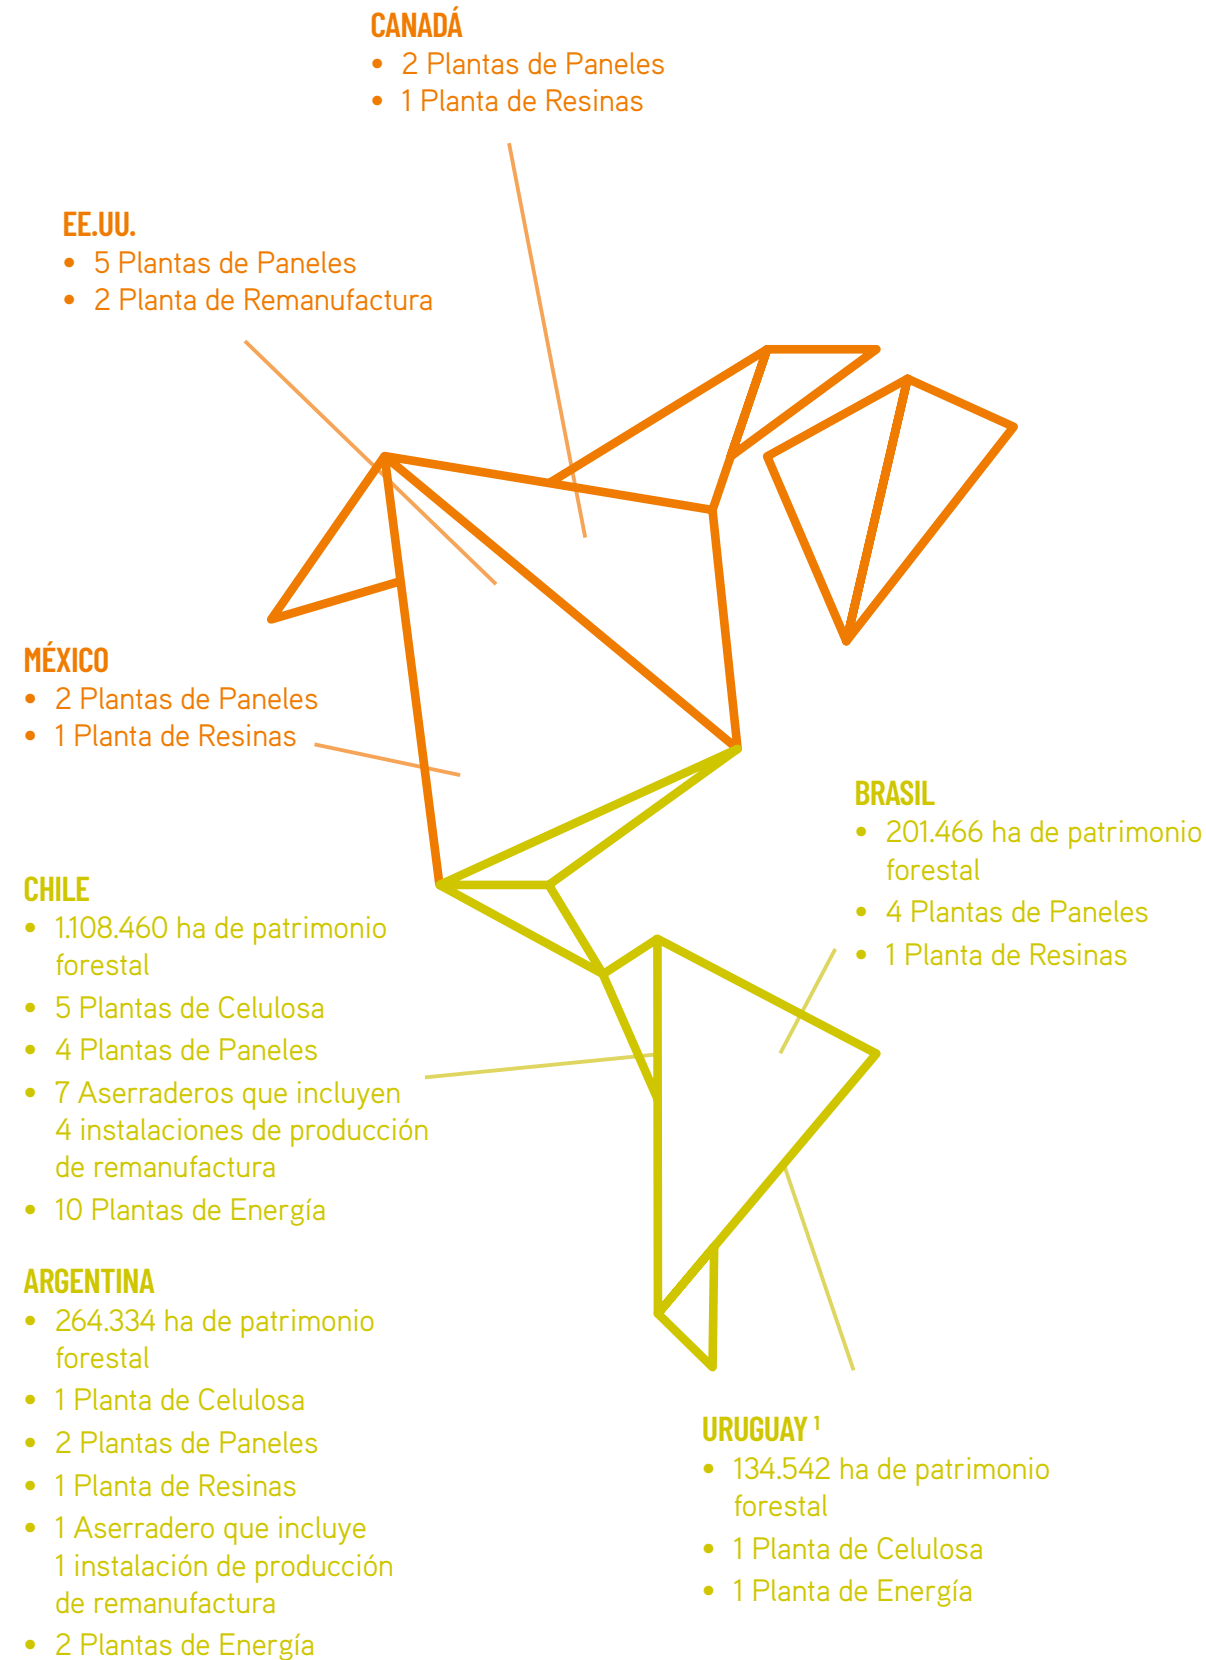 CANADÁ
• 2 Plantas de Paneles
• 1 Planta de Resinas
EE.UU.
• 5 Plantas de Paneles
• 2 Planta de Remanufactura
MÉXICO
• 2 Plantas de Paneles
• 1 Planta de Resinas
BRASIL
• 201.466 ha de patrimonio
forestal
• 4 Plantas de Paneles
• 1 Planta de Resinas
CHILE
• 1.108.460 ha de patrimonio
forestal
• 5 Plantas de Celulosa
• 4 Plantas de Paneles
• 7 Aserraderos que incluyen
4 instalaciones de producción
de remanufactura
• 10 Plantas de Energía
ARGENTINA
• 264.334 ha de patrimonio
forestal
• 1 Planta de Celulosa
• 2 Plantas de Paneles
• 1 Planta de Resinas
• 1 Aserradero que incluye
1 instalación de producción
de remanufactura
• 2 Plantas de Energía
URUGUAY ¹
• 134.542 ha de patrimonio
forestal
• 1 Planta de Celulosa
• 1 Planta de Energía